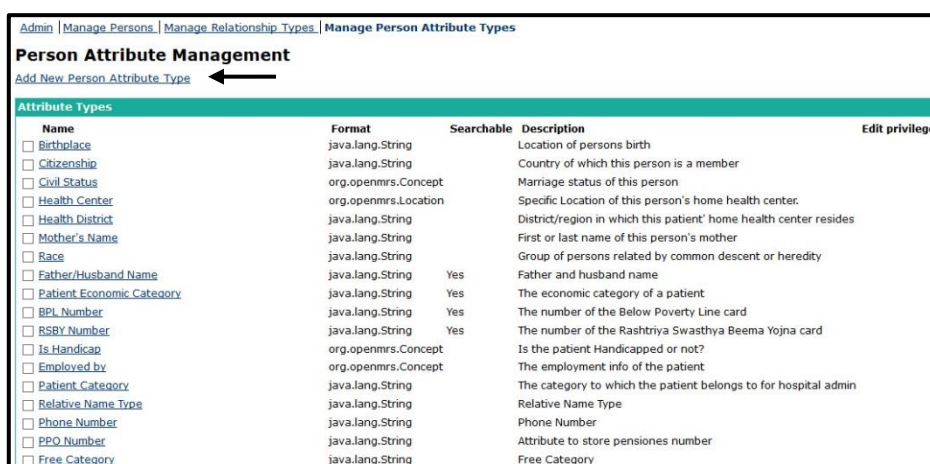 Admin | Manage Persons | Manage Relationship Types | Manage Person Attribute Types
Person Attribute Management
Add New Person Attribute Type
Attribute Types
Name Format Searchable Description Edit privilege
Birthplace java.lang.String Location of persons birth
Citizenship java.lang.String Country of which this person is a member
Civil Status org.openmrs.Concept Marriage status of this person
Health Center org.openmrs.Location Specific Location of this person's home health center.
Health District java.lang.String District/region in which this patient' home health center resides
Mother's Name java.lang.String First or last name of this person's mother
Race java.lang.String Group of persons related by common descent or heredity
Father/Husband Name java.lang.String Yes Father and husband name
Patient Economic Category java.lang.String Yes The economic category of a patient
BPL Number java.lang.String Yes The number of the Below Poverty Line card
RSBY Number java.lang.String Yes The number of the Rashtriya Swasthya Beema Yojna card
Is Handicap org.openmrs.Concept Is the patient Handicapped or not?
Employed by org.openmrs.Concept The employment info of the patient
Patient Category java.lang.String The category to which the patient belongs to for hospital admin
Relative Name Type java.lang.String Relative Name Type
Phone Number java.lang.String Phone Number
PPO Number java.lang.String Attribute to store pensiones number
Free Category java.lang.String Free Category